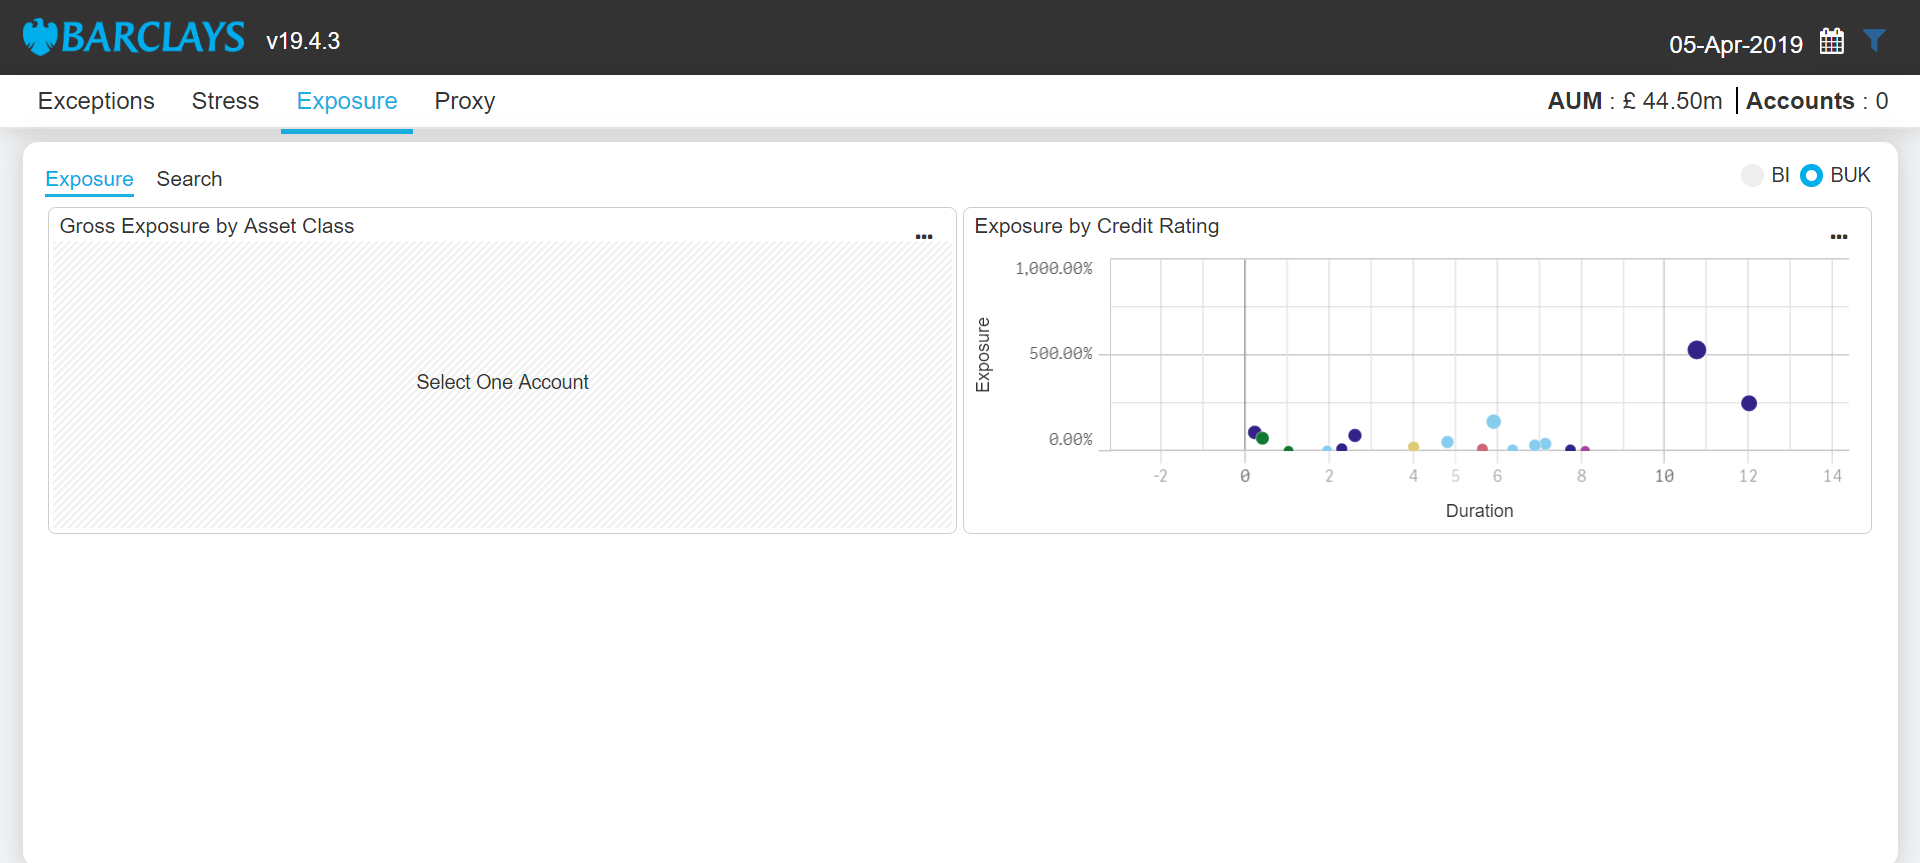 BARCLAYS v19.4.3
05-Apr-2019
Exceptions Stress Exposure Proxy
AUM : £ 44.50m Accounts : 0
Exposure Search
BI BUK
Gross Exposure by Asset Class
...
Select One Account
Exposure by Credit Rating
...
1,000.00%
500.00%
0.00%
Exposure
-2 0 2 4 5 6 8 10 12 14
Duration